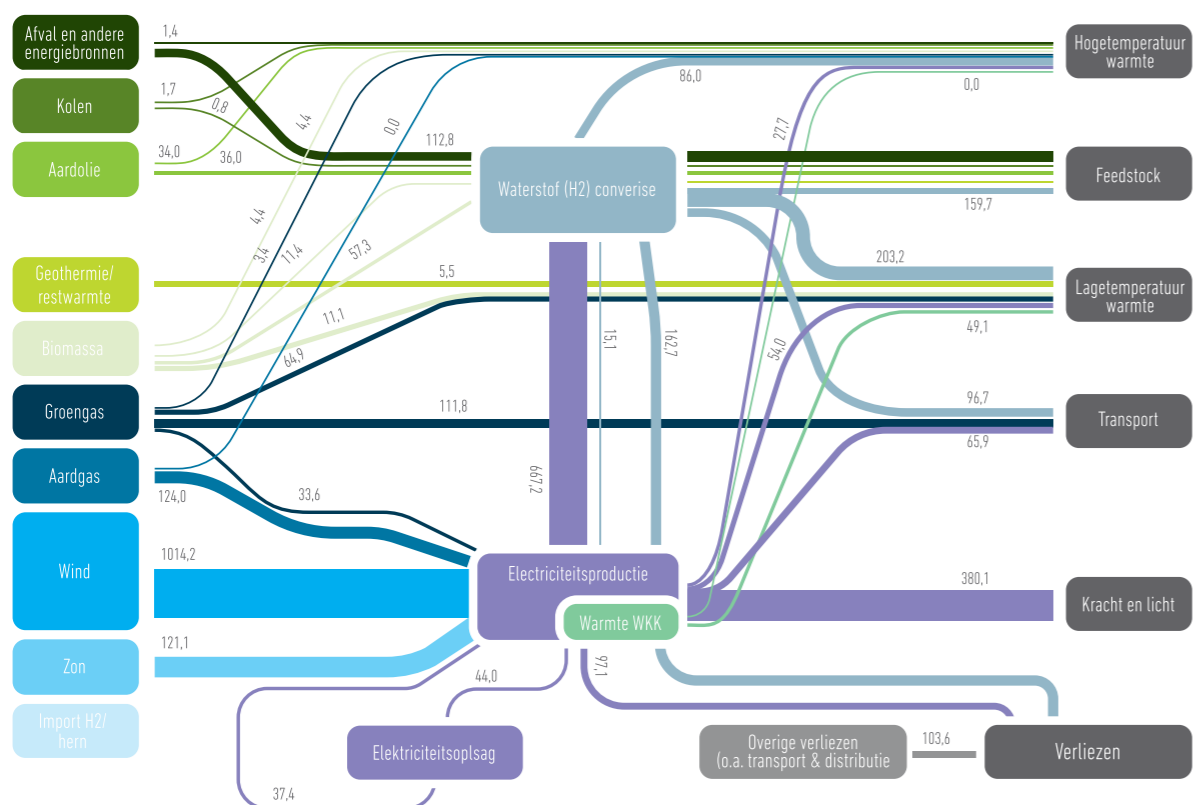 Afval en andere
energiebronnen
Kolen
Aardolie
Geothermie/
restwarmte
Biomassa
Groengas
Aardgas
Wind
Zon
Import H2/
hern
1,4
1,7
0,8
34,0
36,0
4,4
0,0
112,8
4,4
3,4
11,4
57,3
5,5
11,1
64,9
111,8
33,6
124,0
1014,2
121,1
Waterstof (H2) converise
86,0
27,7
0,0
159,7
203,2
49,1
54,0
96,7
65,9
380,1
667,2
15,1
162,7
Electriciteitsproductie
Warmte WKK
44,0
97,1
37,4
Elektriciteitsoplsag
Overige verliezen
(o.a. transport & distributie
103,6
Verliezen
Hogetemperatuur
warmte
Feedstock
Lagetemperatuur
warmte
Transport
Kracht en licht